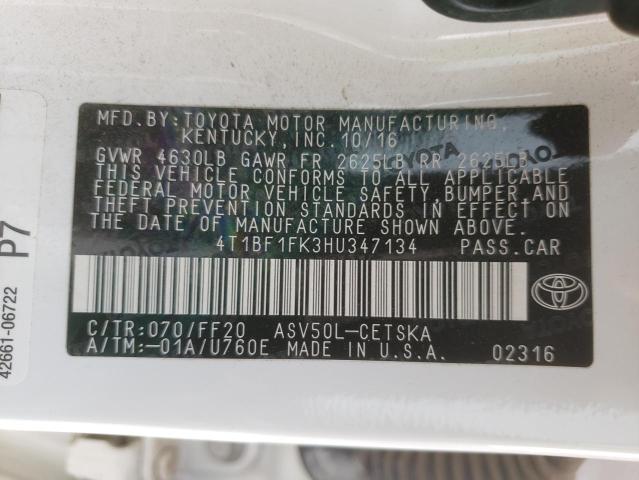 MFD. BY: TOYOTA MOTOR MANUFACTURING,
KENTUCKY, INC. 10/16
GVWR 4630LB GAWR FR 2625LB RR 2625LB
THIS VEHICLE CONFORMS TO ALL APPLICABLE
FEDERAL MOTOR VEHICLE SAFETY, BUMPER, AND
THEFT PREVENTION STANDARDS IN EFFECT ON
THE DATE OF MANUFACTURE SHOWN ABOVE.
4T1BF1FK3HU347134 PASS. CAR
C/TR: 070/FF20 ASV50L-CETSKA
A/TM: -01A/U760E MADE IN U.S.A. 02316
42661-06722 P7